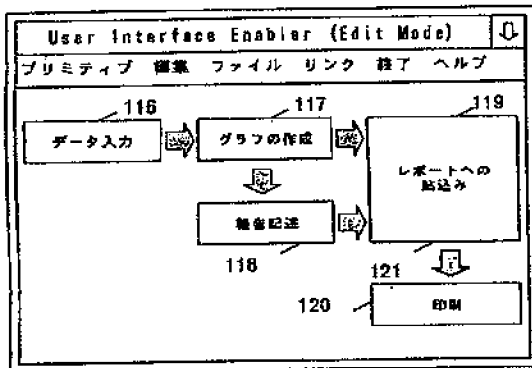 User Interface Enabler (Edit Mode)
プリミティブ 編集 ファイル リンク 終了 ヘルプ
116
117
119
データ入力
グラフの作成
レポートへの
貼込み
報告記述
118
121
120
印刷